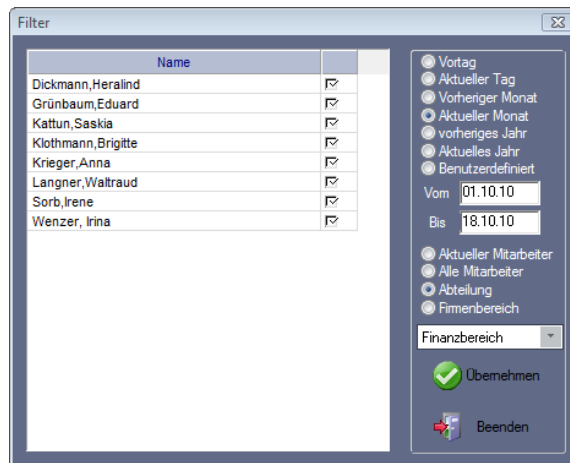 Filter
Name
Dickmann,Heralind
Grünbaum,Eduard
Kattun,Saskia
Klothmann,Brigitte
Krieger,Anna
Langner,Waltraud
Sorb,Irene
Wenzer, Irina
Vortag
Aktueller Tag
Vorheriger Monat
Aktueller Monat
vorheriges Jahr
Aktuelles Jahr
Benutzerdefiniert
Vom 01.10.10
Bis 18.10.10
Aktueller Mitarbeiter
Alle Mitarbeiter
Abteilung
Firmenbereich
Finanzbereich
Übernehmen
Beenden